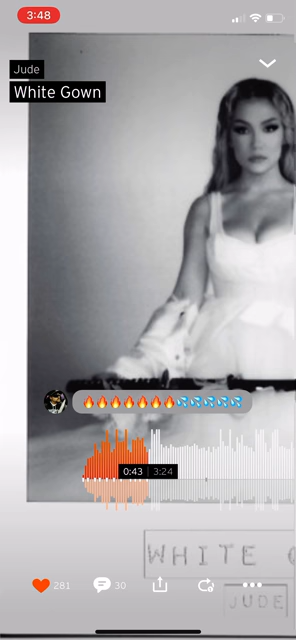 3:48
Jude
White Gown
🔥🔥🔥🔥🔥🔥🔥💦💦💦💦💦
0:43 | 3:24
WHITE G
281
30
JUDE